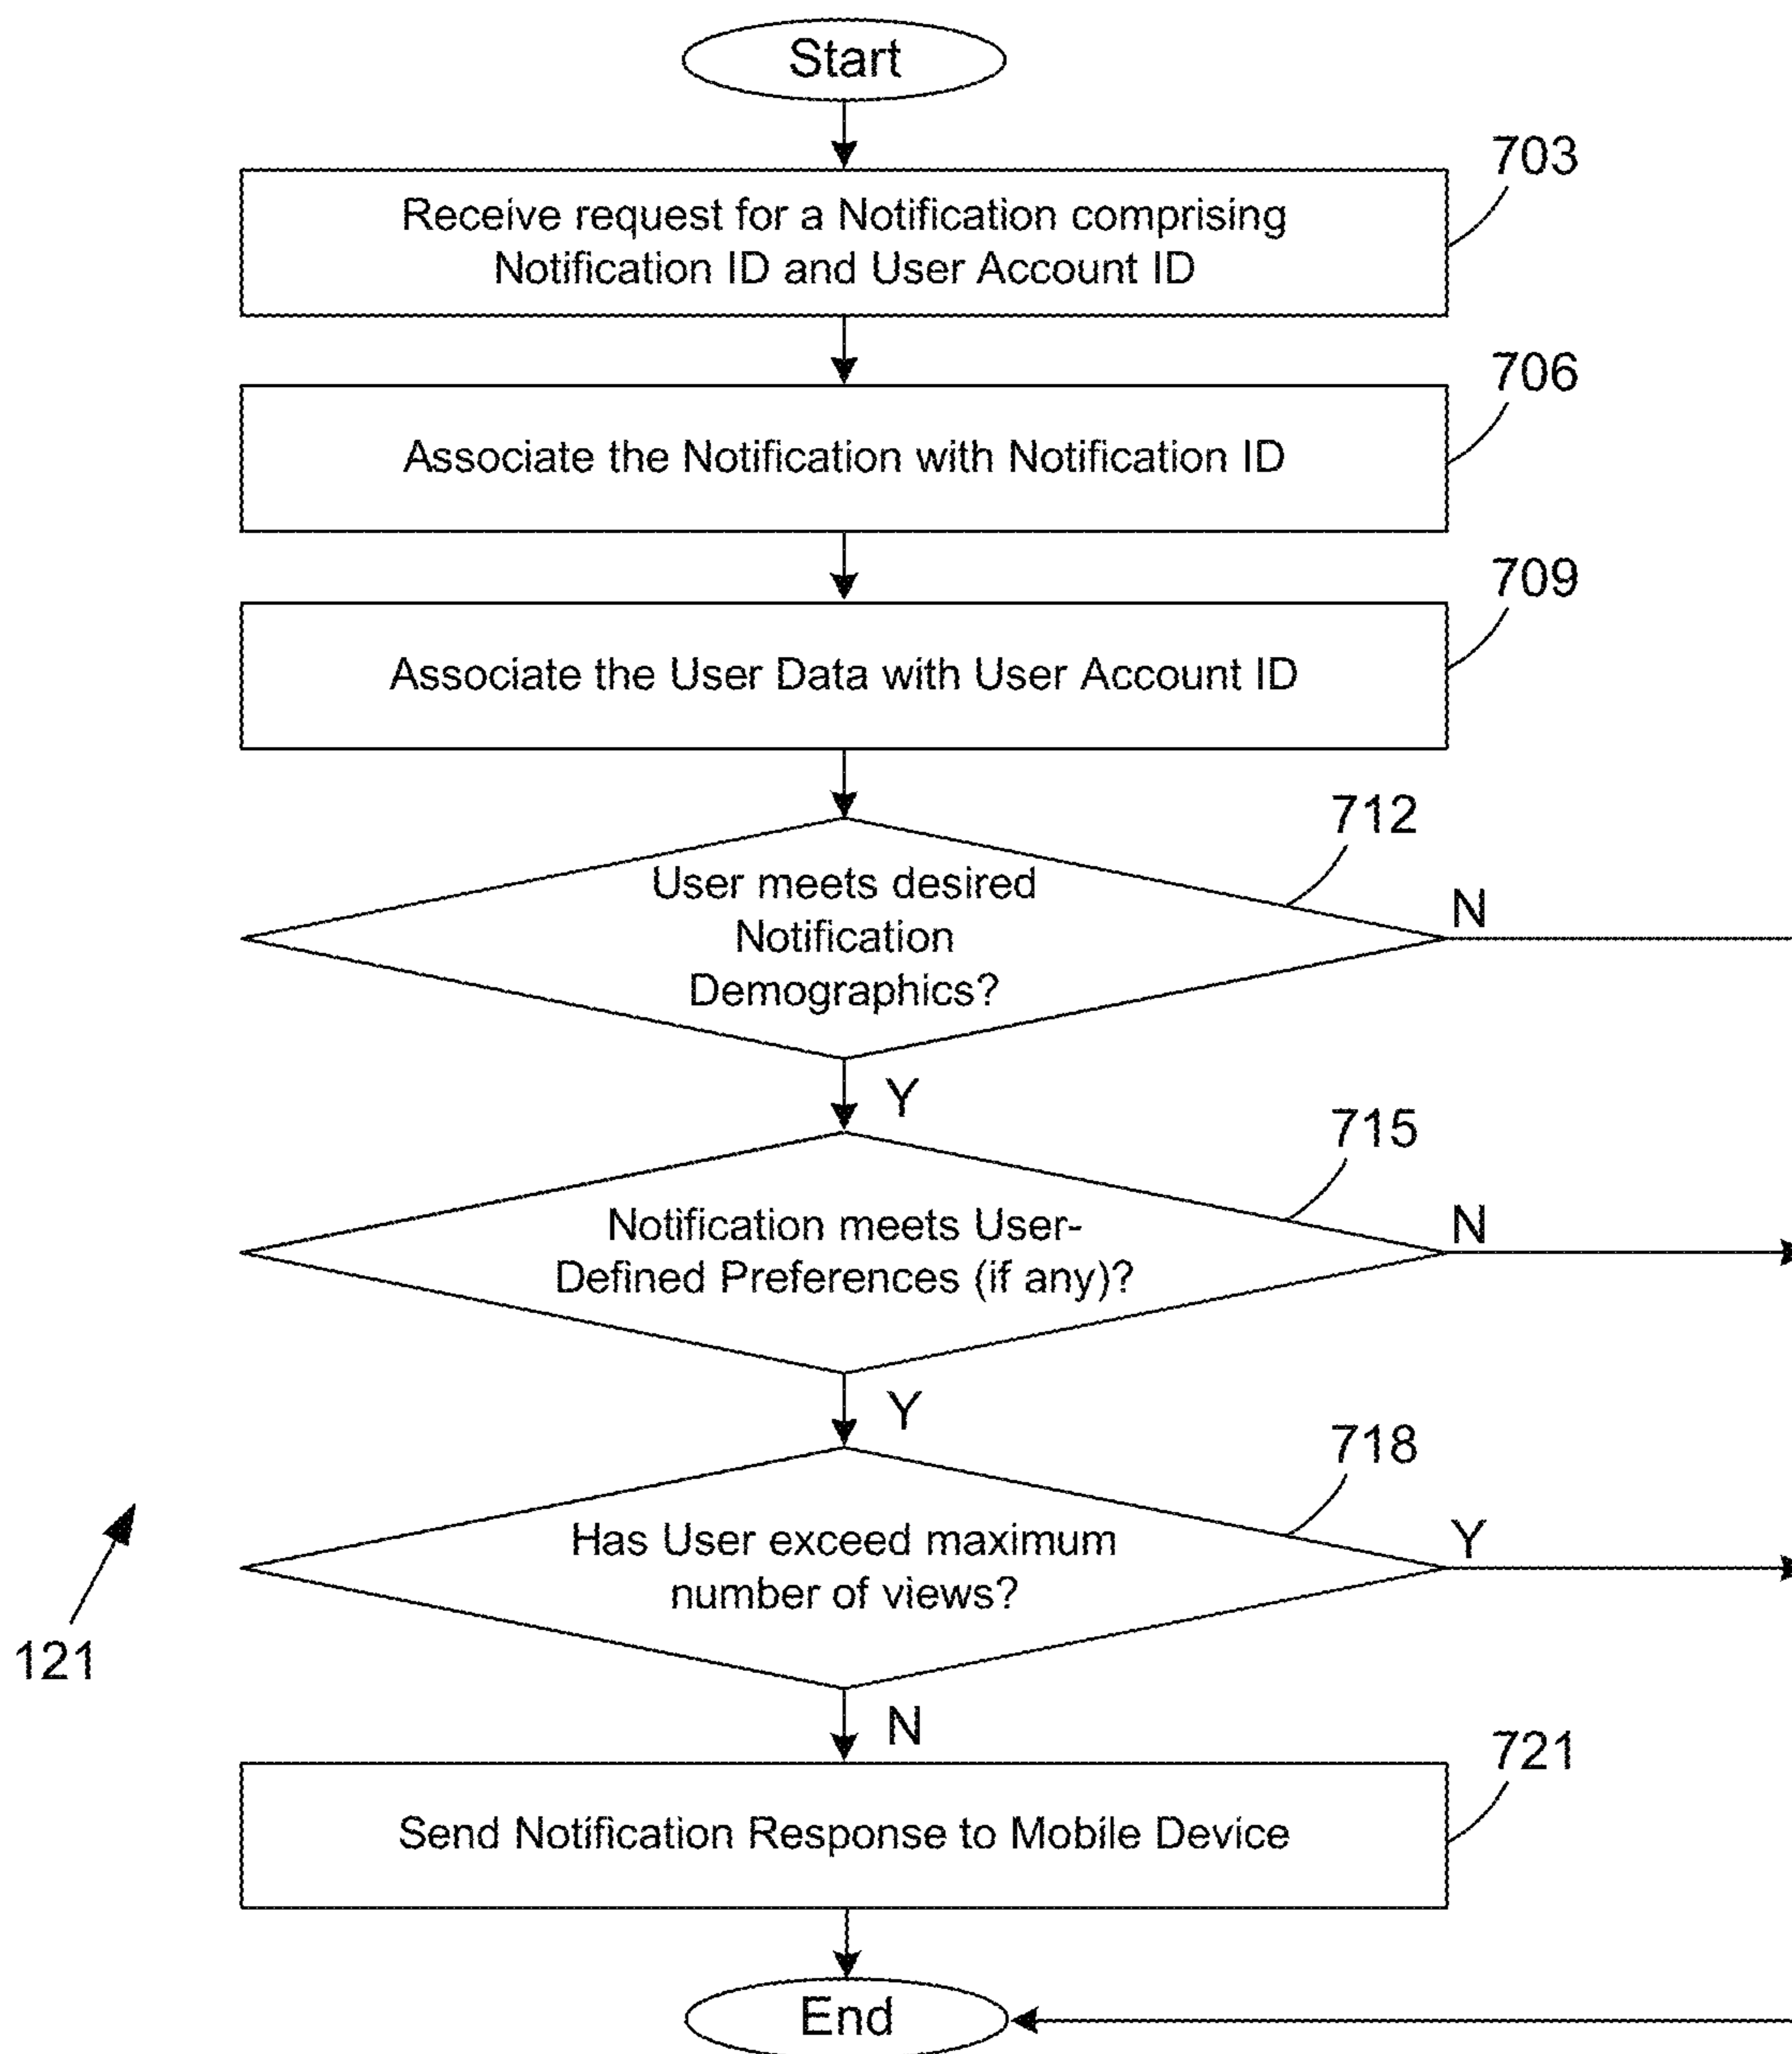 Start
703
Receive request for a Notification comprising
Notification ID and User Account ID
706
Associate the Notification with Notification ID
709
Associate the User Data with User Account ID
712
User meets desired
Notification
Demographics?
N
Y
715
Notification meets User-
Defined Preferences (if any)?
N
Y
718
Has User exceed maximum
number of views?
Y
121
N
721
Send Notification Response to Mobile Device
End